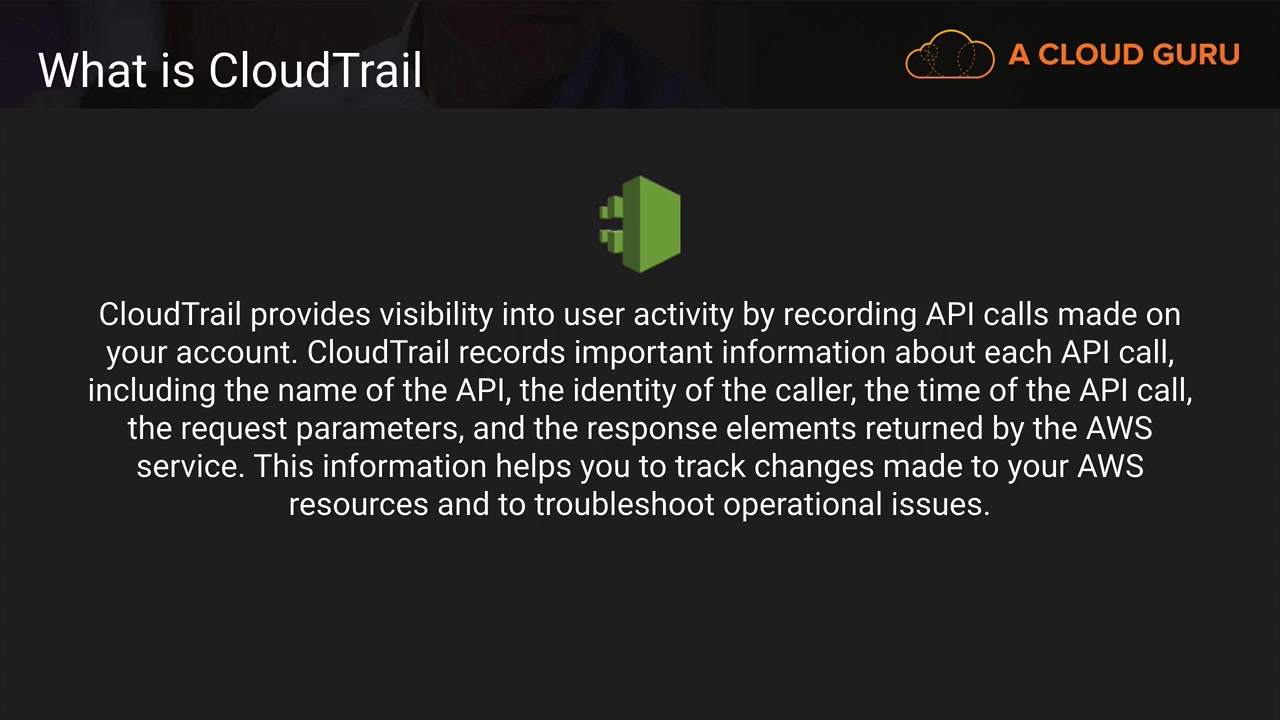 What is CloudTrail
A CLOUD GURU
CloudTrail provides visibility into user activity by recording API calls made on
your account. CloudTrail records important information about each API call,
including the name of the API, the identity of the caller, the time of the API call,
the request parameters, and the response elements returned by the AWS
service. This information helps you to track changes made to your AWS
resources and to troubleshoot operational issues.